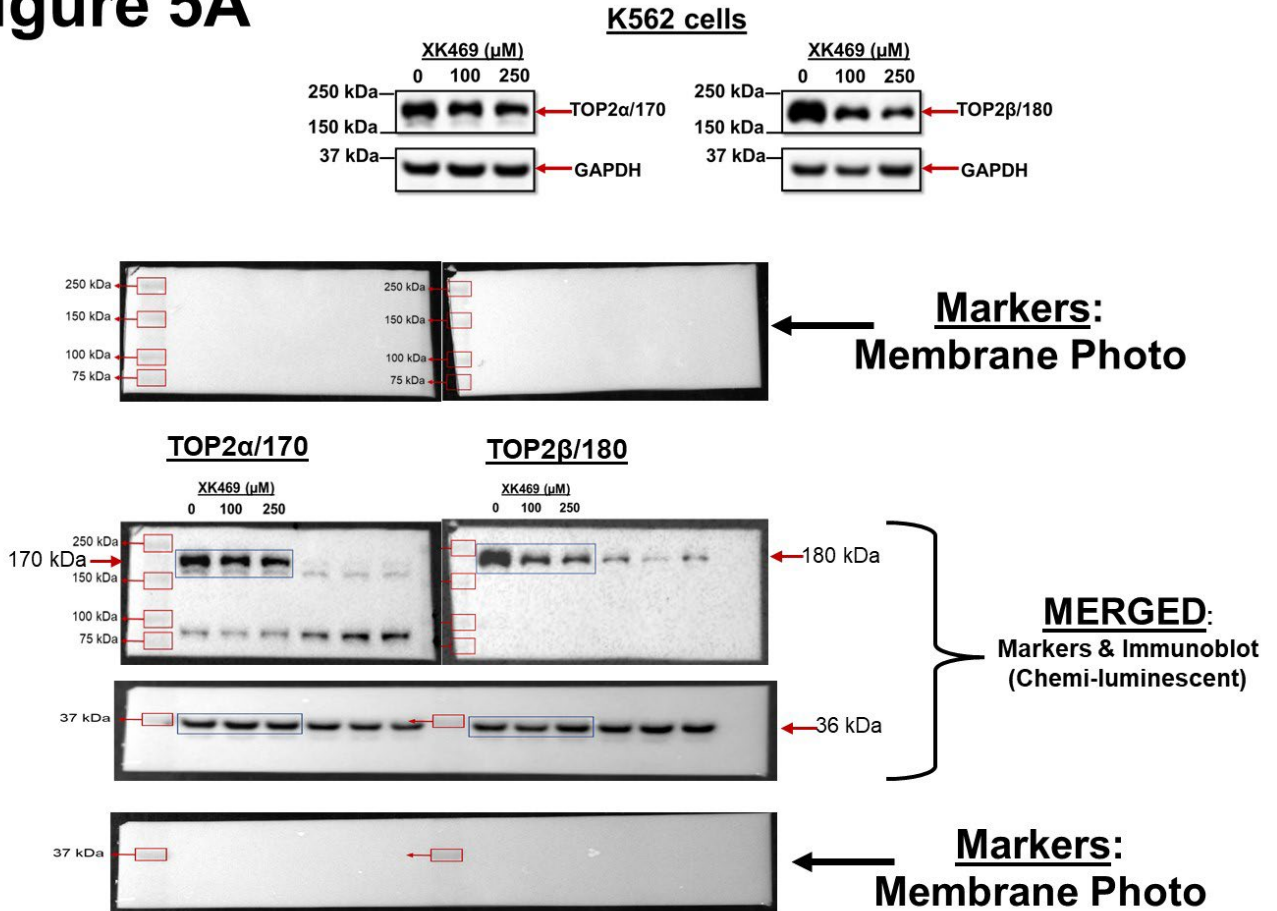 igure 5A
K562 cells
XK469 (µM)
0 100 250
250 kDa
150 kDa
TOP2α/170
37 kDa
GAPDH
XK469 (µM)
0 100 250
250 kDa
150 kDa
TOP2β/180
37 kDa
GAPDH
250 kDa
150 kDa
100 kDa
75 kDa
250 kDa
150 kDa
100 kDa
75 kDa
Markers:
Membrane Photo
TOP2α/170
XK469 (µM)
0 100 250
TOP2β/180
XK469 (µM)
0 100 250
250 kDa
170 kDa
150 kDa
100 kDa
75 kDa
180 kDa
37 kDa
36 kDa
MERGED:
Markers & Immunoblot
(Chemi-luminescent)
37 kDa
Markers:
Membrane Photo